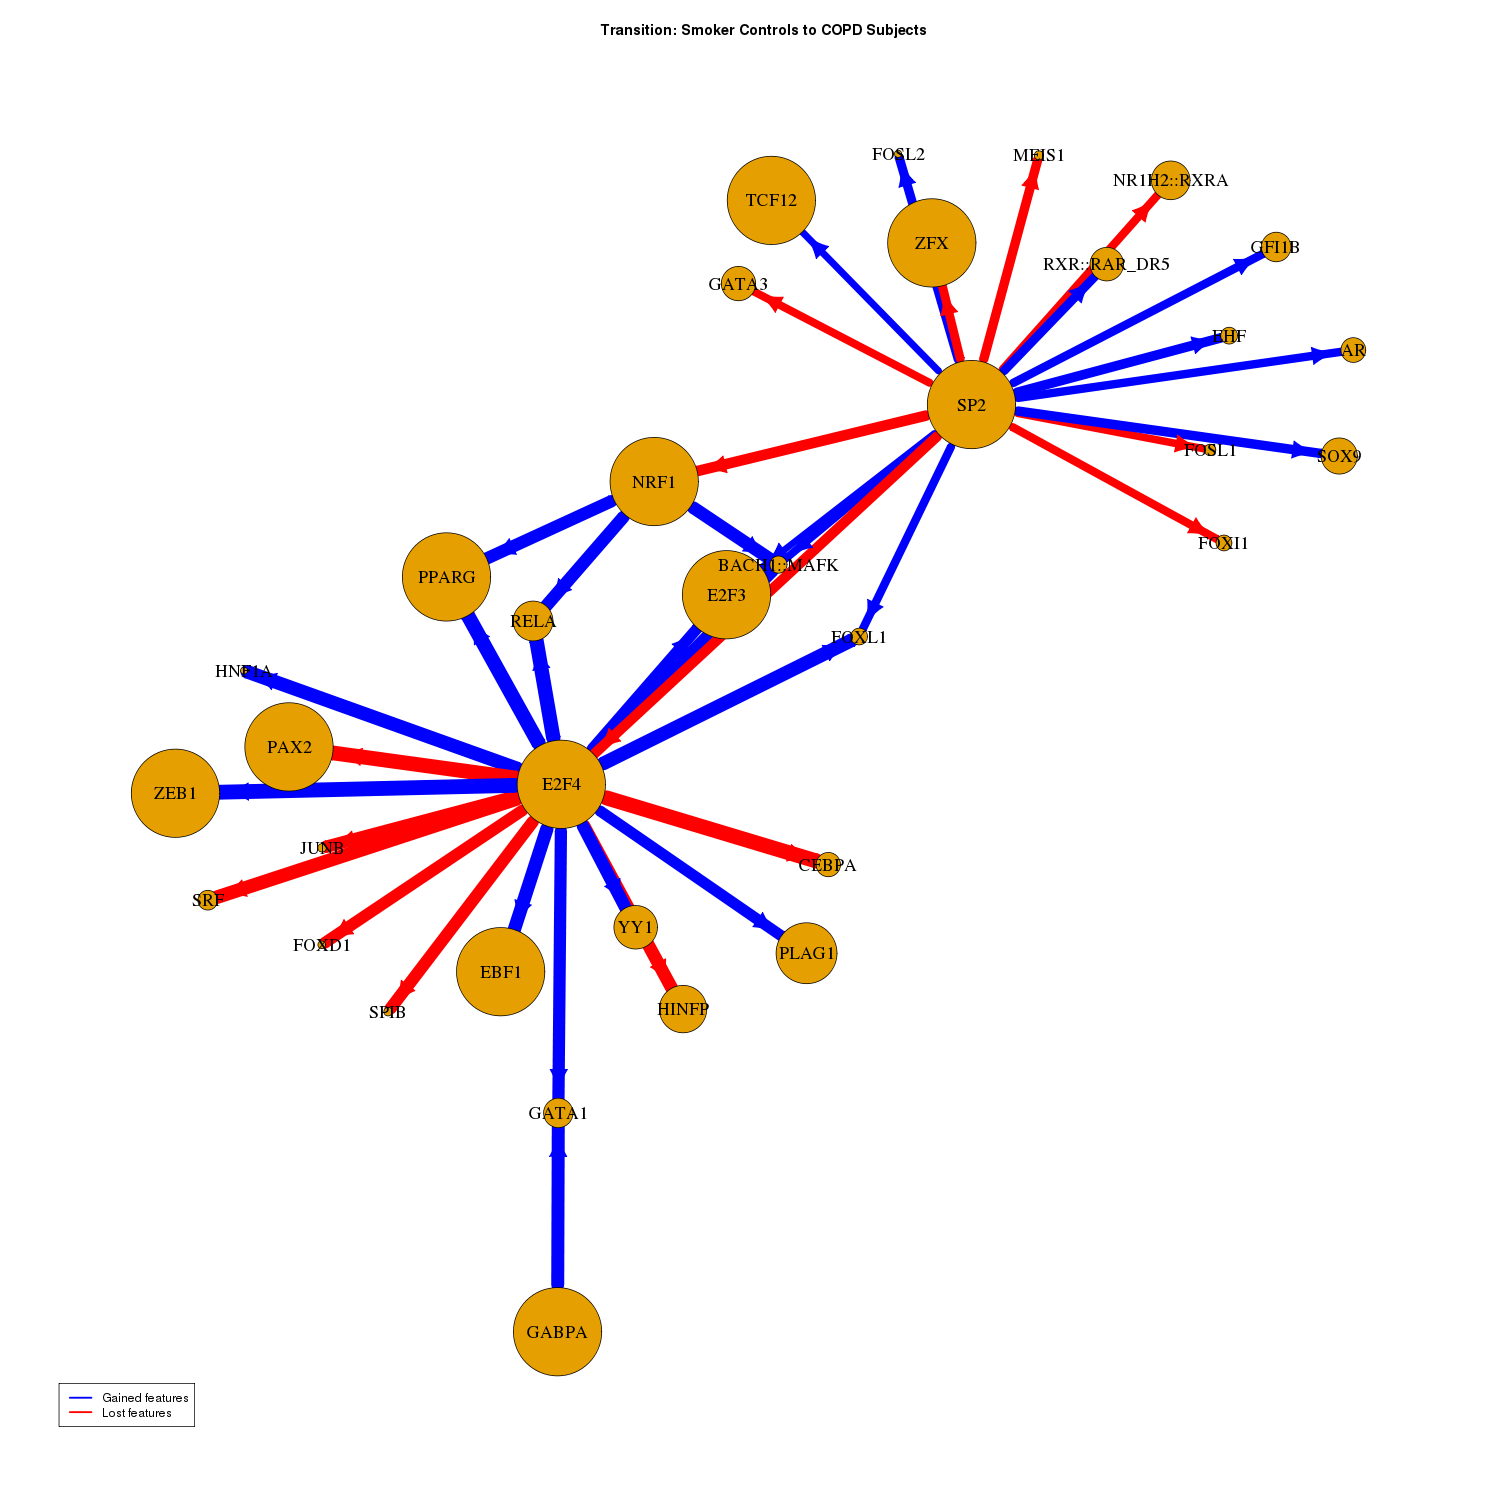 Transition: Smoker Controls to COPD Subjects
FOSL2
MEIS1
NR1H2::RXRA
TCF12
ZFX
GFI1B
RXR::RAR_DR5
GATA3
EHF
AR
SP2
FOSL1
SOX9
NRF1
FOXI1
BACH1::MAFK
PPARG
E2F3
RELA
FOXL1
HNF1A
PAX2
E2F4
ZEB1
JUNB
CEBPA
SRF
YY1
FOXD1
PLAG1
EBF1
HINFP
SPIB
GATA1
GABPA
Gained features
Lost features